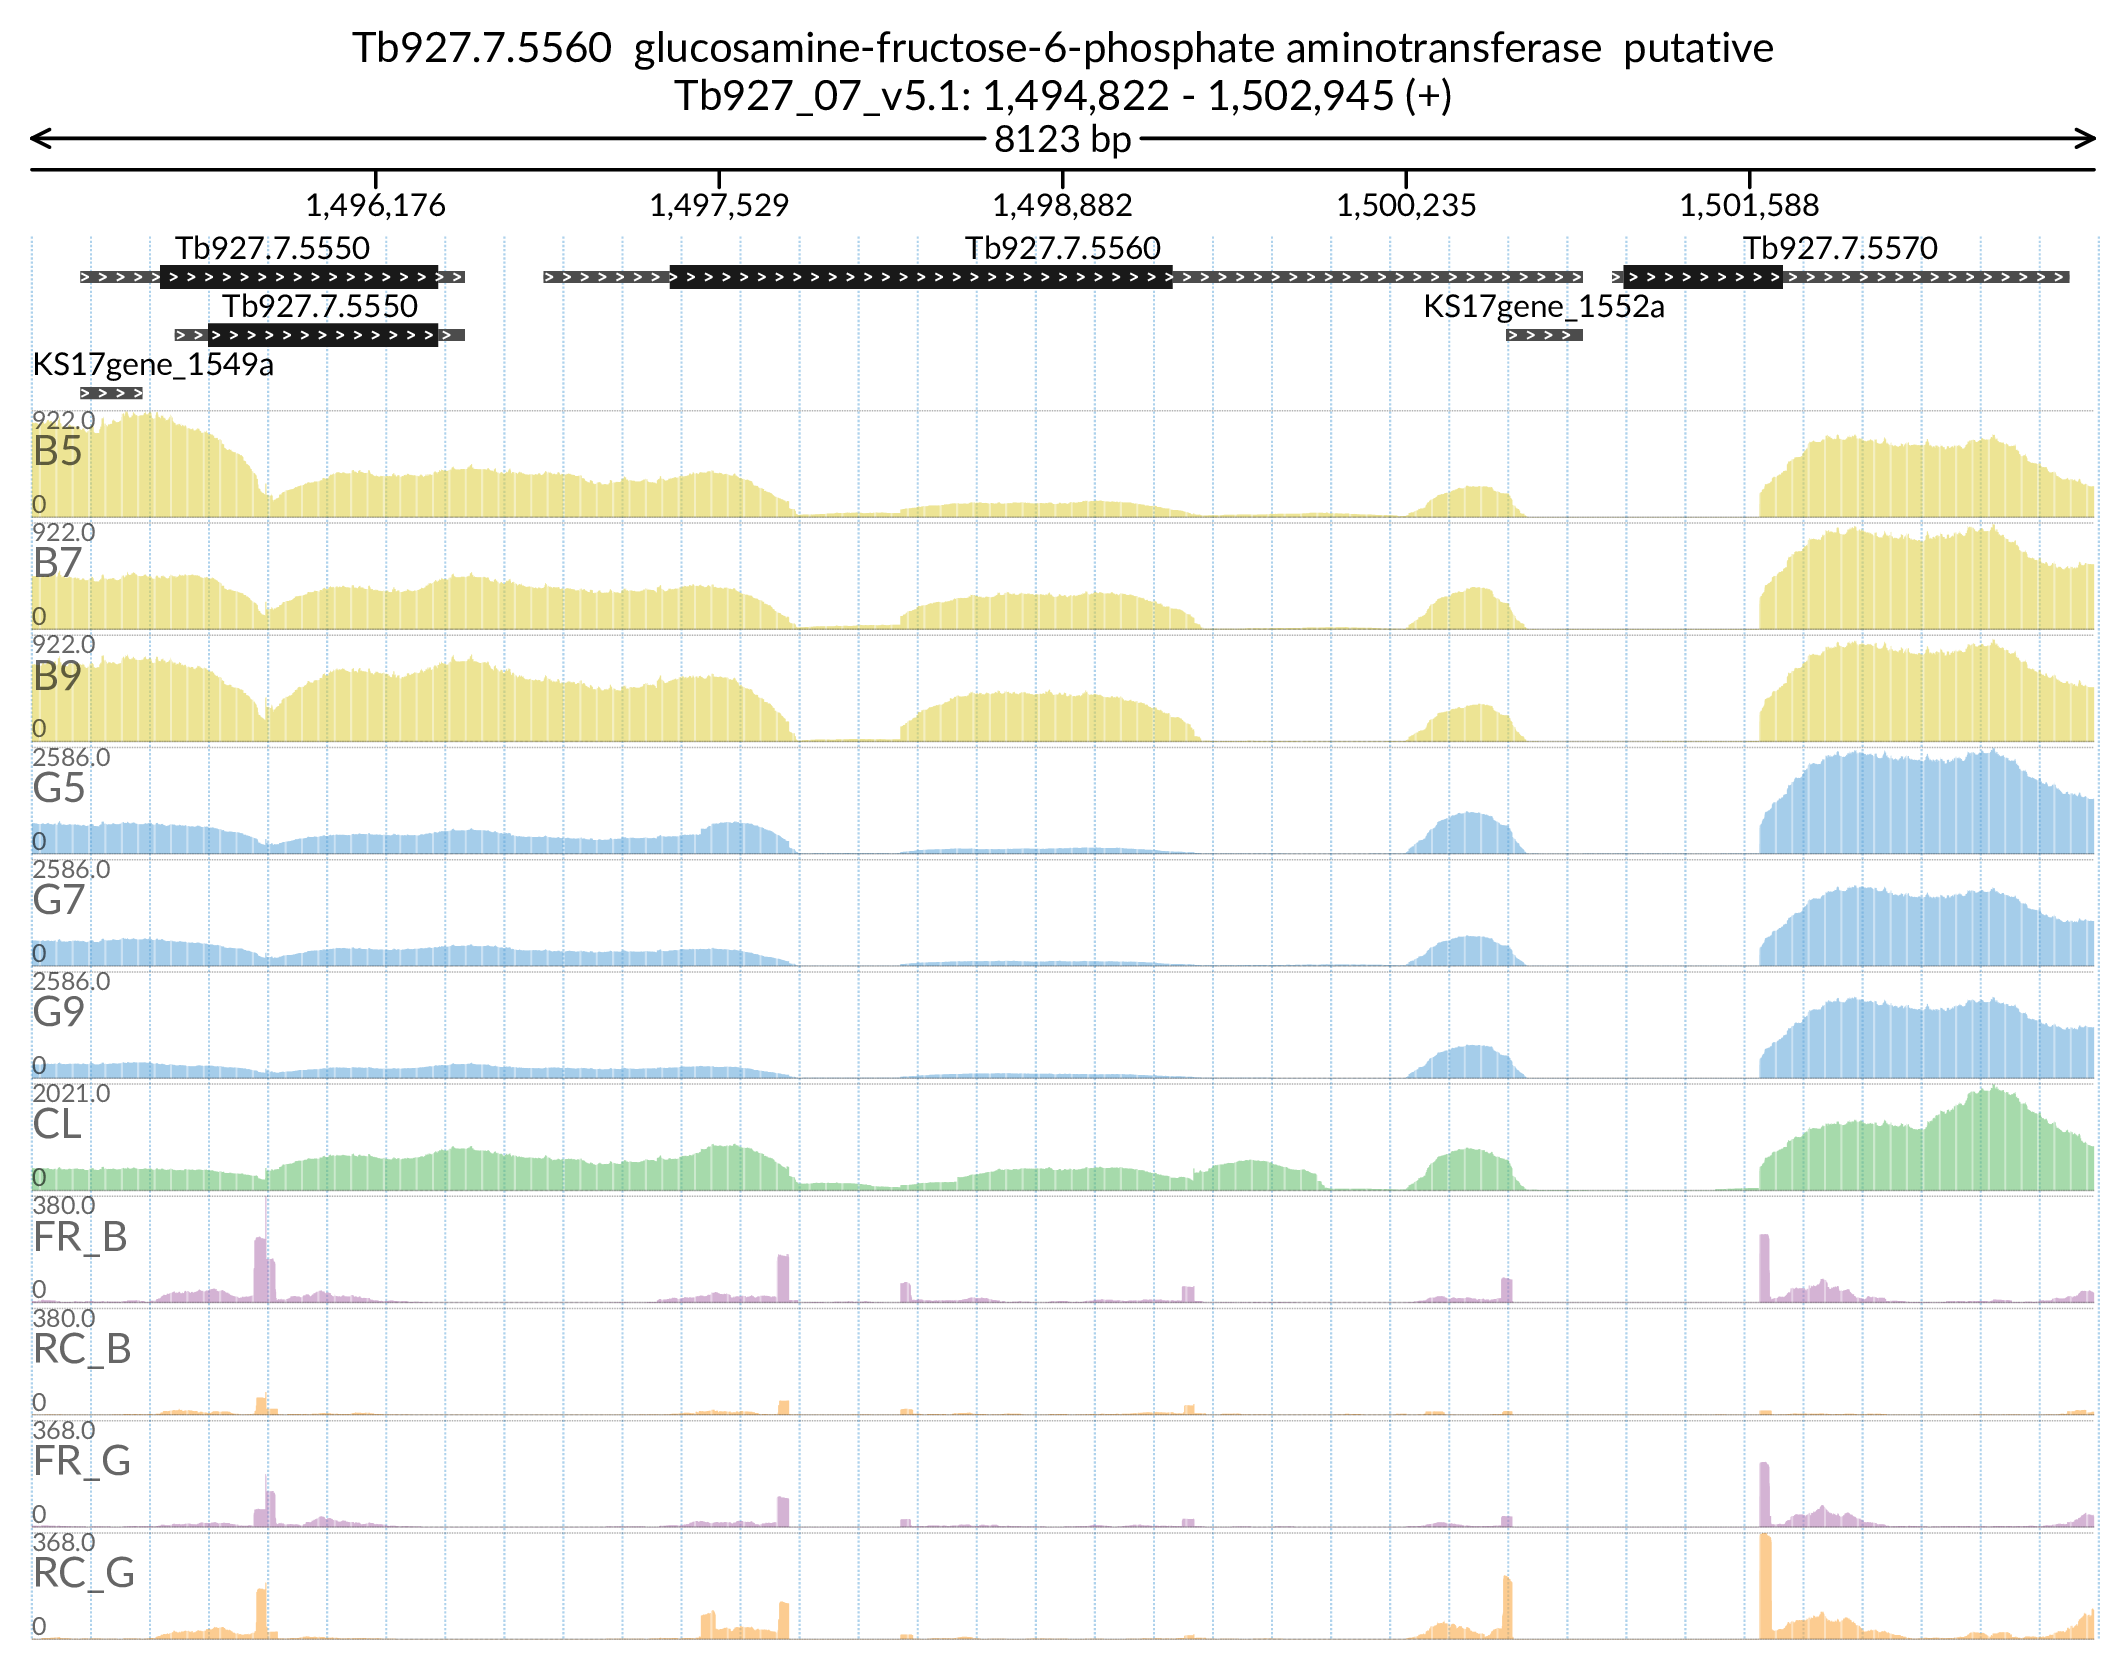 Tb927.7.5560  glucosamine-fructose-6-phosphate aminotransferase  putative
Tb927_07_v5.1: 1,494,822 - 1,502,945 (+)
8123 bp
1,496,176 1,497,529 1,498,882 1,500,235 1,501,588
Tb927.7.5550 Tb927.7.5560 Tb927.7.5570
Tb927.7.5550 KS17gene_1552a
KS17gene_1549a
922.0
B5
0
922.0
B7
0
922.0
B9
0
2586.0
G5
0
2586.0
G7
0
2586.0
G9
0
2021.0
CL
0
380.0
FR_B
0
380.0
RC_B
0
368.0
FR_G
0
368.0
RC_G
0